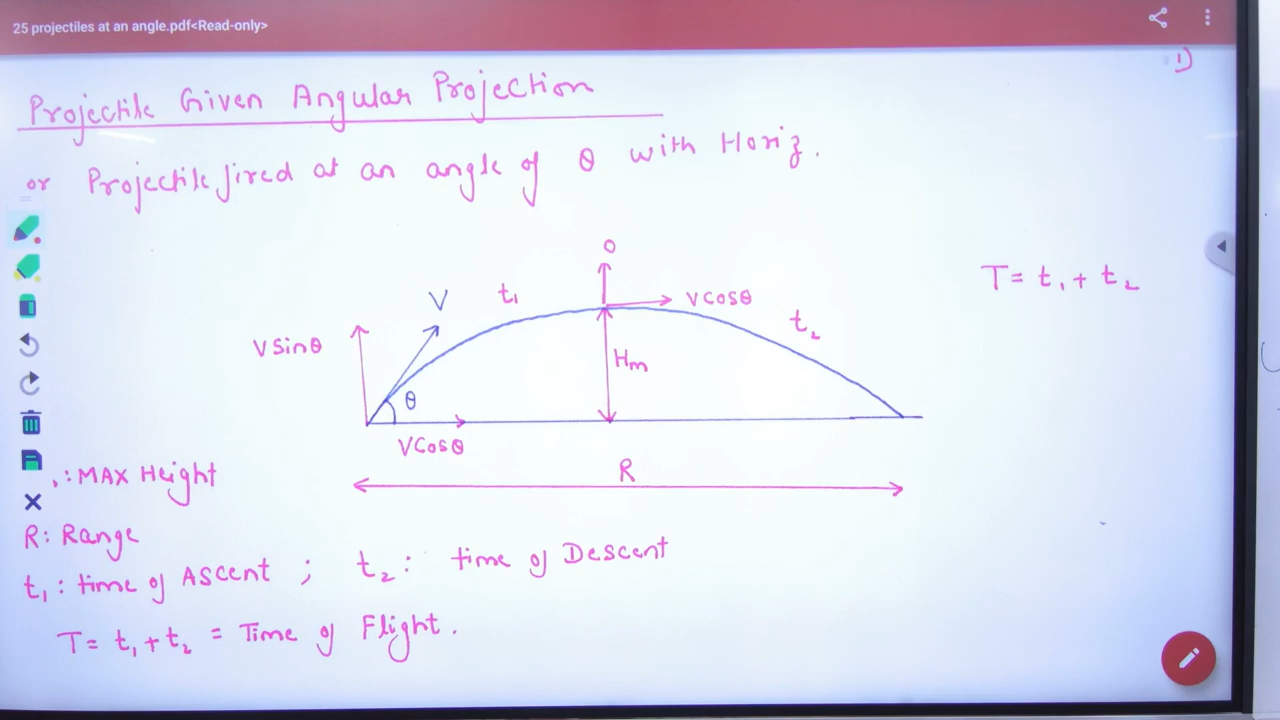 25 projectiles at an angle.pdf<Read-only>
1)
Projectile Given Angular Projection
or Projectile fired at an angle of θ with Horiz.
0
T = t₁ + t₂
V
t₁
VCosθ
t₂
VSinθ
Hm
θ
VCosθ
R
: MAX Height
R: Range
t₁: time of ASCent ; t₂: time of Descent
T = t₁ + t₂ = Time of Flight.